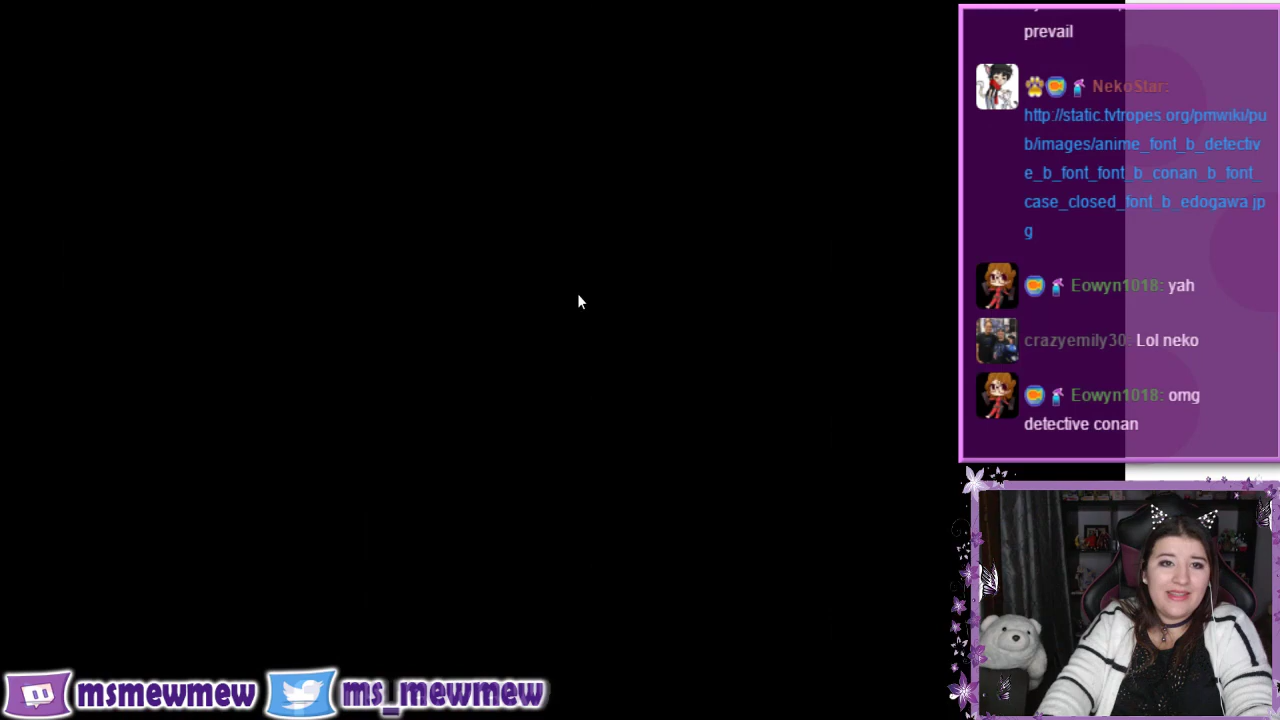 prevail
NekoStar:
http://static.tvtropes.org/pmwiki/pu
b/images/anime_font_b_detectiv
e_b_font_font_b_conan_b_font_
case_closed_font_b_edogawa.jp
g
Eowyn1018: yah
crazyemily30: Lol neko
Eowyn1018: omg
detective conan
msmewmew
ms_mewmew